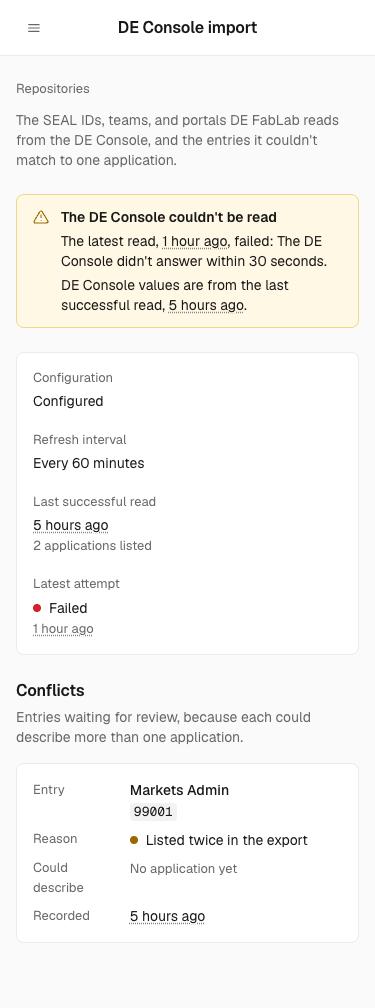 DE Console import
Repositories
The SEAL IDs, teams, and portals DE FabLab reads
from the DE Console, and the entries it couldn't
match to one application.
The DE Console couldn't be read
The latest read, 1 hour ago, failed: The DE
Console didn't answer within 30 seconds.
DE Console values are from the last
successful read, 5 hours ago.
Configuration
Configured
Refresh interval
Every 60 minutes
Last successful read
5 hours ago
2 applications listed
Latest attempt
Failed
1 hour ago
Conflicts
Entries waiting for review, because each could
describe more than one application.
Entry
Markets Admin
99001
Reason
Listed twice in the export
Could
describe
No application yet
Recorded
5 hours ago